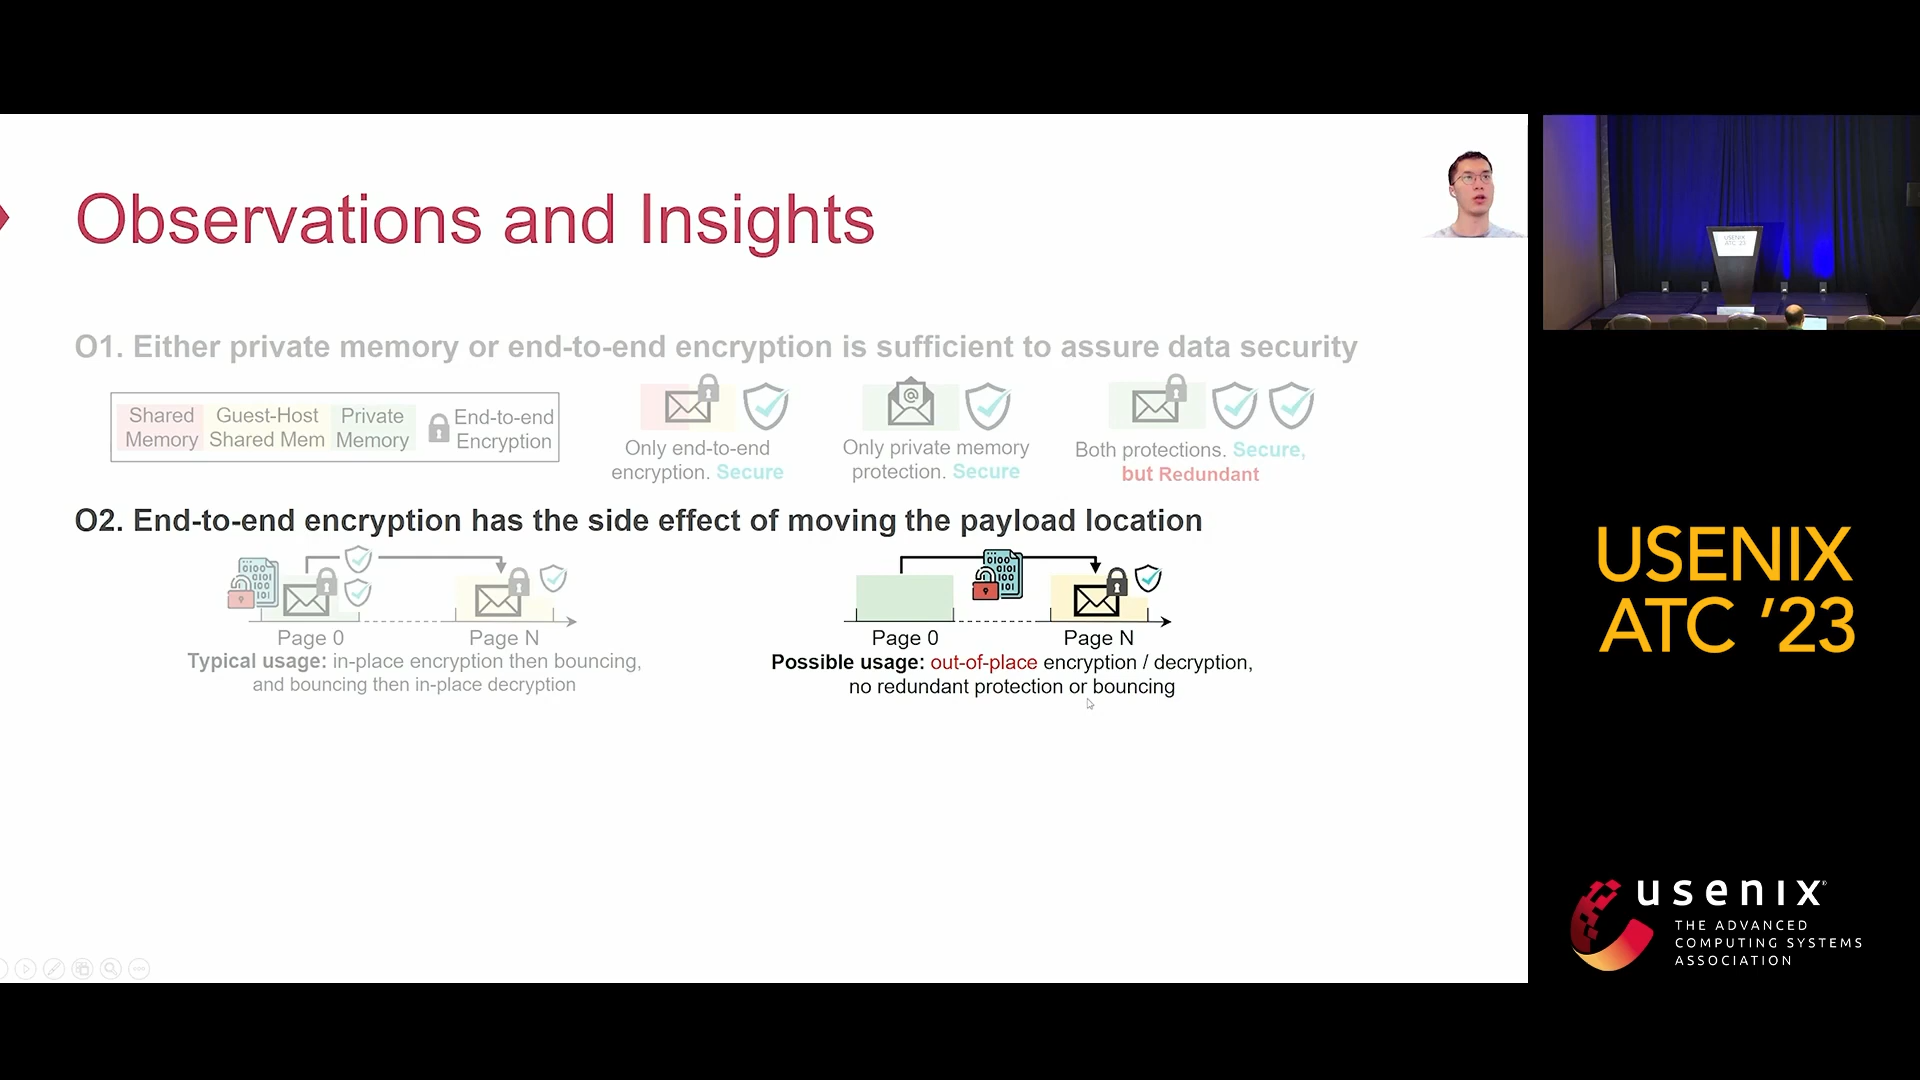 Observations and Insights
O1. Either private memory or end-to-end encryption is sufficient to assure data security
Shared Memory
Guest-Host Shared Mem
Private Memory
End-to-end Encryption
Only end-to-end
encryption. Secure
Only private memory
protection. Secure
Both protections. Secure,
but Redundant
O2. End-to-end encryption has the side effect of moving the payload location
Page 0
Page N
Typical usage: in-place encryption then bouncing,
and bouncing then in-place decryption
Page 0
Page N
Possible usage: out-of-place encryption / decryption,
no redundant protection or bouncing
USENIX
ATC '23
USENIX
ATC '23
usenix
THE ADVANCED
COMPUTING SYSTEMS
ASSOCIATION